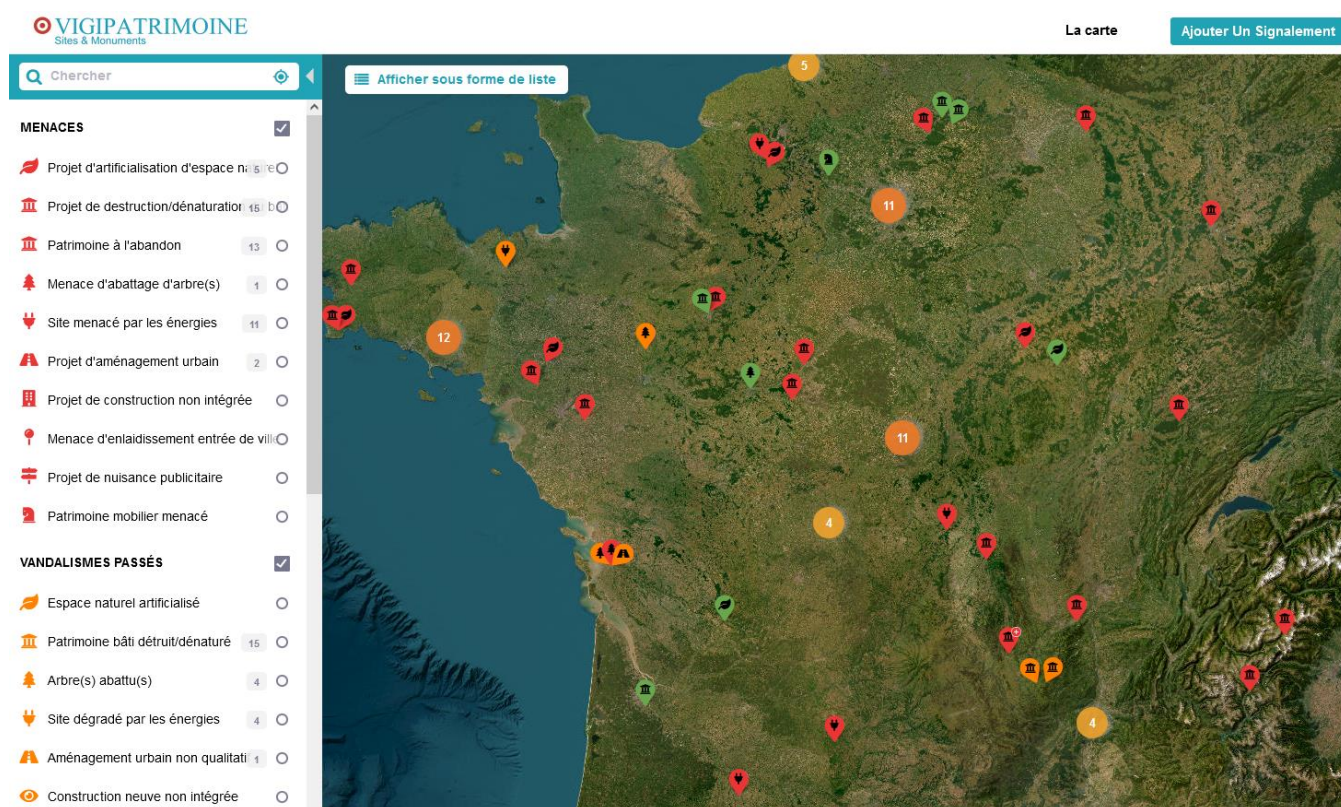 VIGIPATRIMOINE
Sites & Monuments
La carte
Ajouter Un Signalement
Chercher
Afficher sous forme de liste
MENACES
Projet d'artificialisation d'espace 5
Projet de destruction/dénaturation 15
Patrimoine à l'abandon 13
Menace d'abattage d'arbre(s) 1
Site menacé par les énergies 11
Projet d'aménagement urbain 2
Projet de construction non intégrée
Menace d'enlaidissement entrée de ville
Projet de nuisance publicitaire
Patrimoine mobilier menacé
VANDALISMES PASSÉS
Espace naturel artificialisé
Patrimoine bâti détruit/dénaturé 15
Arbre(s) abattu(s) 4
Site dégradé par les énergies 4
Aménagement urbain non qualitati 1
Construction neuve non intégrée
5
11
12
11
4
4